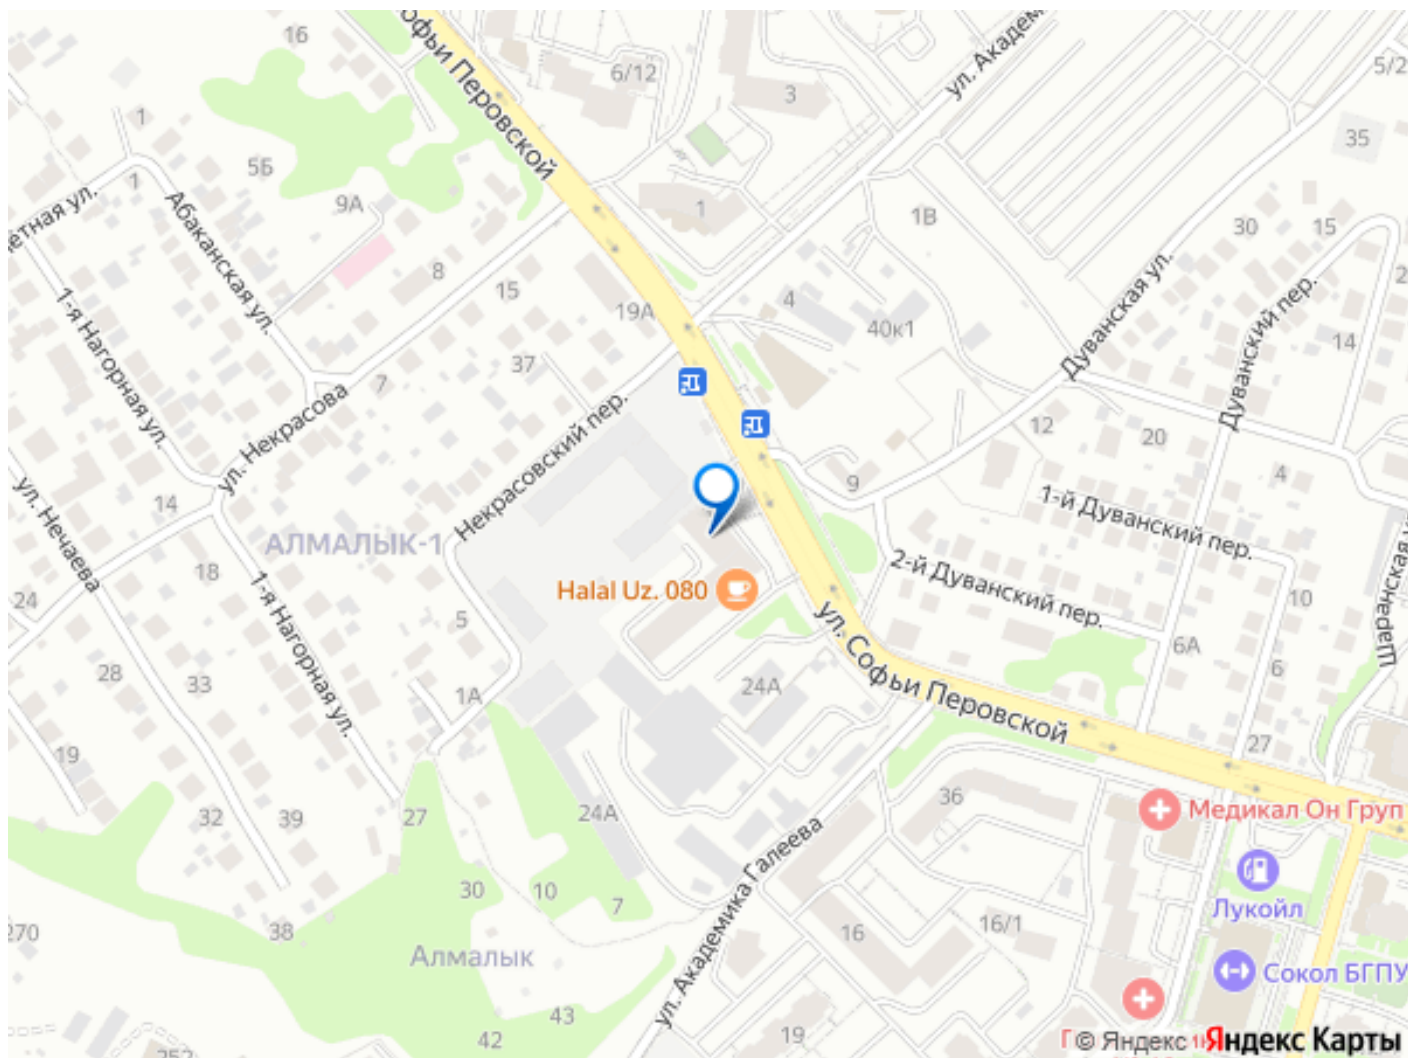 16
Софьи Перовской
6/12
3
ул. Академ
5/2
35
1
1
5Б
9А
Абаканская ул.
етная ул.
1
1В
30
15
8
15
19А
4
40к1
Дуванская ул.
Дуванский пер.
14
1-я Нагорная ул.
37
7
ул. Некрасова
Некрасовский пер.
12
20
4
9
1-й Дуванский пер.
ул. Нечаева
14
АЛМАЛЫК-1
18
2-й Дуванский пер.
Halal Uz. 080
24
1-я Нагорная ул.
5
10
6А
6
28
33
1А
24А
ул. Софьи Перовской
27
19
32
39
27
24А
36
Медикал Он Груп
ул. Академика Галеева
30
10
7
Лукойл
270
38
16
16/1
Алмалык
Сокол БГПУ
43
42
19
252
© Яндекс
Яндекс Карты